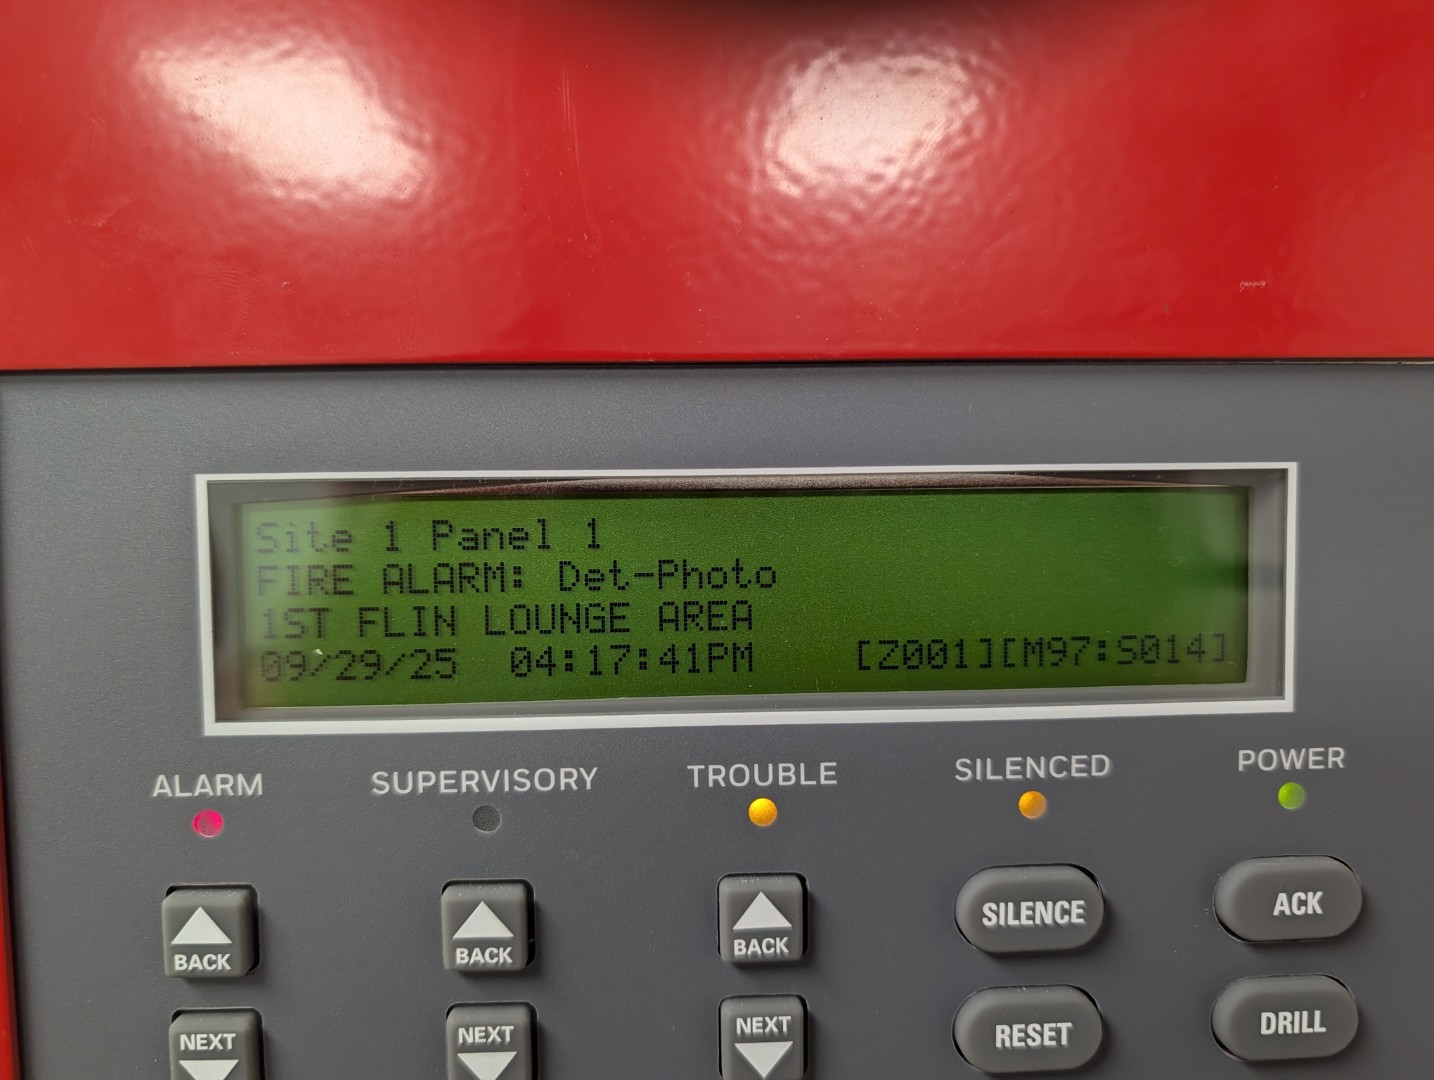 Site 1 Panel 1
FIRE ALARM: Det-Photo
1ST FLIN LOUNGE AREA
09/29/25 04:17:41PM [Z001][M97:S014]
ALARM SUPERVISORY TROUBLE SILENCED POWER
BACK BACK BACK SILENCE ACK
NEXT NEXT NEXT RESET DRILL